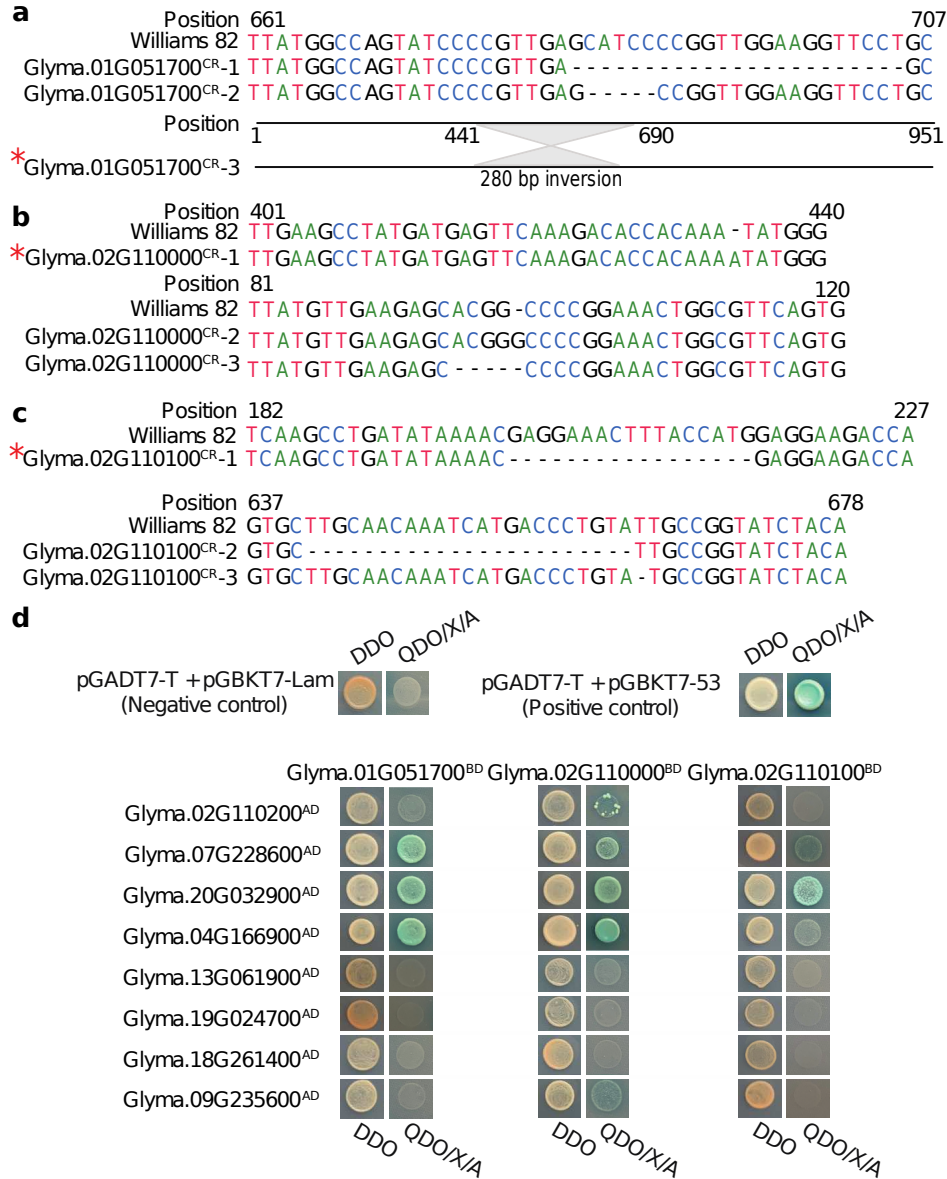 a
Position 661 707
Williams 82 TTATGGCCAGTATCCCCGTTGAGCATCCCCGGTTGGAAGGTTCCTGC
Glyma.01G051700CR-1 TTATGGCCAGTATCCCCGTTGA-----------------------GC
Glyma.01G051700CR-2 TTATGGCCAGTATCCCCGTTGAG-----CCGGTTGGAAGGTTCCTGC
Position 1 441 690 951
*Glyma.01G051700CR-3
280 bp inversion
b
Position 401 440
Williams 82 TTGAAGCCTATGATGAGTTCAAAGACACCACAAA-TATGGG
*Glyma.02G110000CR-1 TTGAAGCCTATGATGAGTTCAAAGACACCACAAAATATGGG
Position 81 120
Williams 82 TTATGTTGAAGAGCACGG-CCCCGGAAACTGGCGTTCAGTG
Glyma.02G110000CR-2 TTATGTTGAAGAGCACGGGCCCCGGAAACTGGCGTTCAGTG
Glyma.02G110000CR-3 TTATGTTGAAGAGC-----CCCCGGAAACTGGCGTTCAGTG
c
Position 182 227
Williams 82 TCAAGCCTGATATAAAACGAGGAAACTTTACCATGGAGGAAGACCA
*Glyma.02G110100CR-1 TCAAGCCTGATATAAAAC-----------------GAGGAAGACCA
Position 637 678
Williams 82 GTGCTTGCAACAAATCATGACCCTGTATTGCCGGTATCTACA
Glyma.02G110100CR-2 GTGC-----------------------TTGCCGGTATCTACA
Glyma.02G110100CR-3 GTGCTTGCAACAAATCATGACCCTGTA-TGCCGGTATCTACA
d
DDO QDO/X/A DDO QDO/X/A
pGADT7-T + pGBKT7-Lam
(Negative control)
pGADT7-T + pGBKT7-53
(Positive control)
Glyma.01G051700BD Glyma.02G110000BD Glyma.02G110100BD
Glyma.02G110200AD
Glyma.07G228600AD
Glyma.20G032900AD
Glyma.04G166900AD
Glyma.13G061900AD
Glyma.19G024700AD
Glyma.18G261400AD
Glyma.09G235600AD
DDO QDO/X/A DDO QDO/X/A DDO QDO/X/A